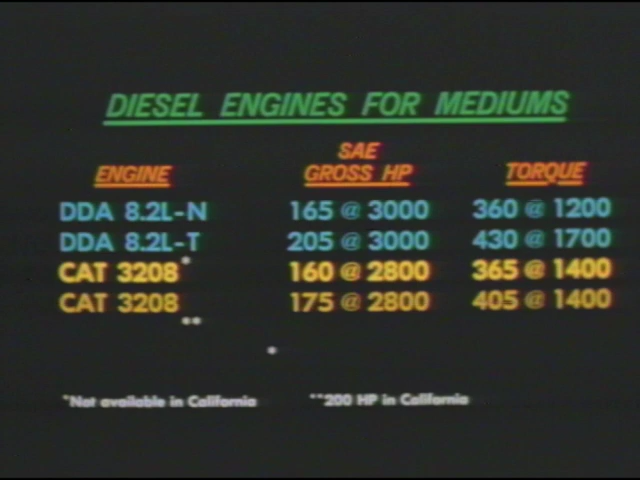 DIESEL ENGINES FOR MEDIUMS
SAE
ENGINE GROSS HP TORQUE
DDA 8.2L-N 165 @ 3000 360 @ 1200
DDA 8.2L-T 205 @ 3000 430 @ 1700
CAT 3208* 160 @ 2800 365 @ 1400
CAT 3208 175 @ 2800 405 @ 1400
**
*
*Not available in California **200 HP in California